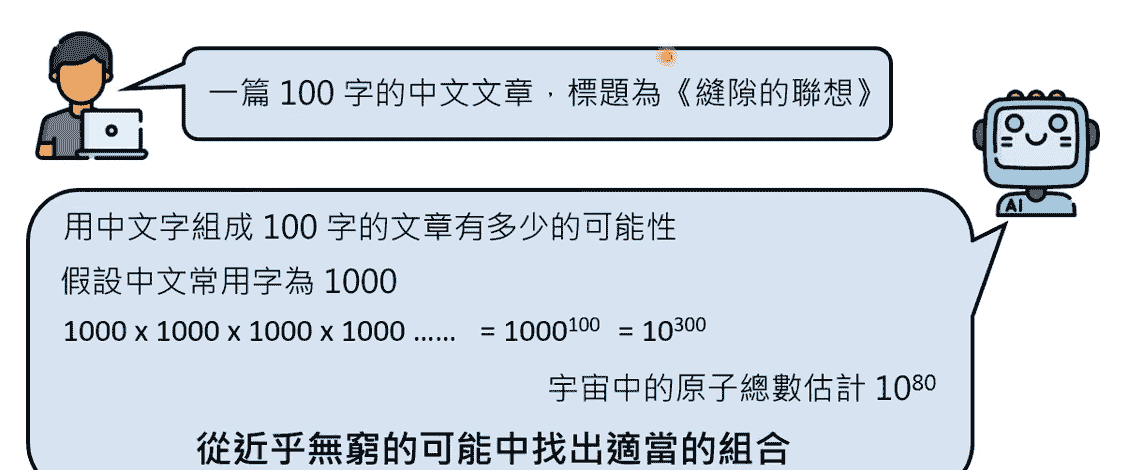 一篇 100 字的中文文章，標題為《縫隙的聯想》
AI
用中文字組成 100 字的文章有多少的可能性
假設中文常用字為 1000
1000 x 1000 x 1000 x 1000 …… = 1000¹⁰⁰ = 10³⁰⁰
宇宙中的原子總數估計 10⁸⁰
從近乎無窮的可能中找出適當的組合